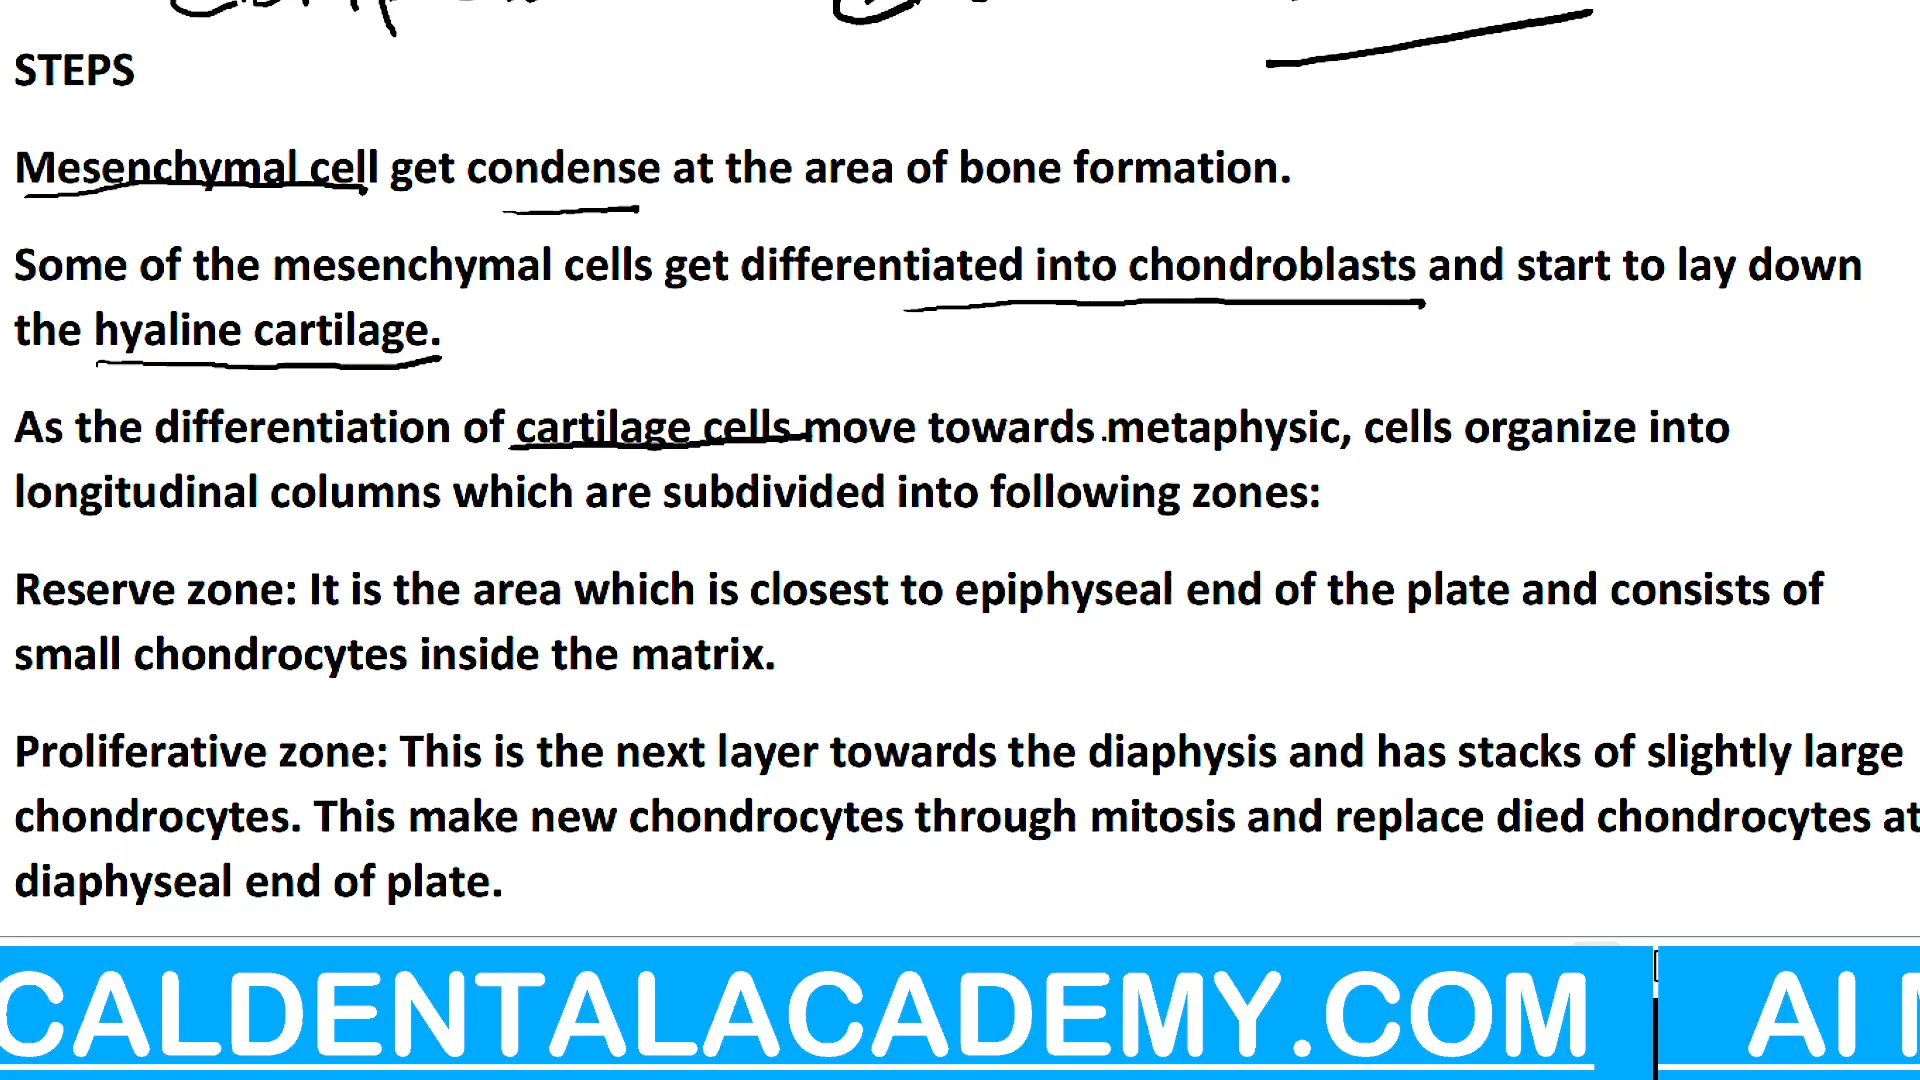 STEPS
Mesenchymal cell get condense at the area of bone formation.
Some of the mesenchymal cells get differentiated into chondroblasts and start to lay down
the hyaline cartilage.
As the differentiation of cartilage cells move towards metaphysic, cells organize into
longitudinal columns which are subdivided into following zones:
Reserve zone: It is the area which is closest to epiphyseal end of the plate and consists of
small chondrocytes inside the matrix.
Proliferative zone: This is the next layer towards the diaphysis and has stacks of slightly large
chondrocytes. This make new chondrocytes through mitosis and replace died chondrocytes at
diaphyseal end of plate.
CALDENTALACADEMY.COM AI